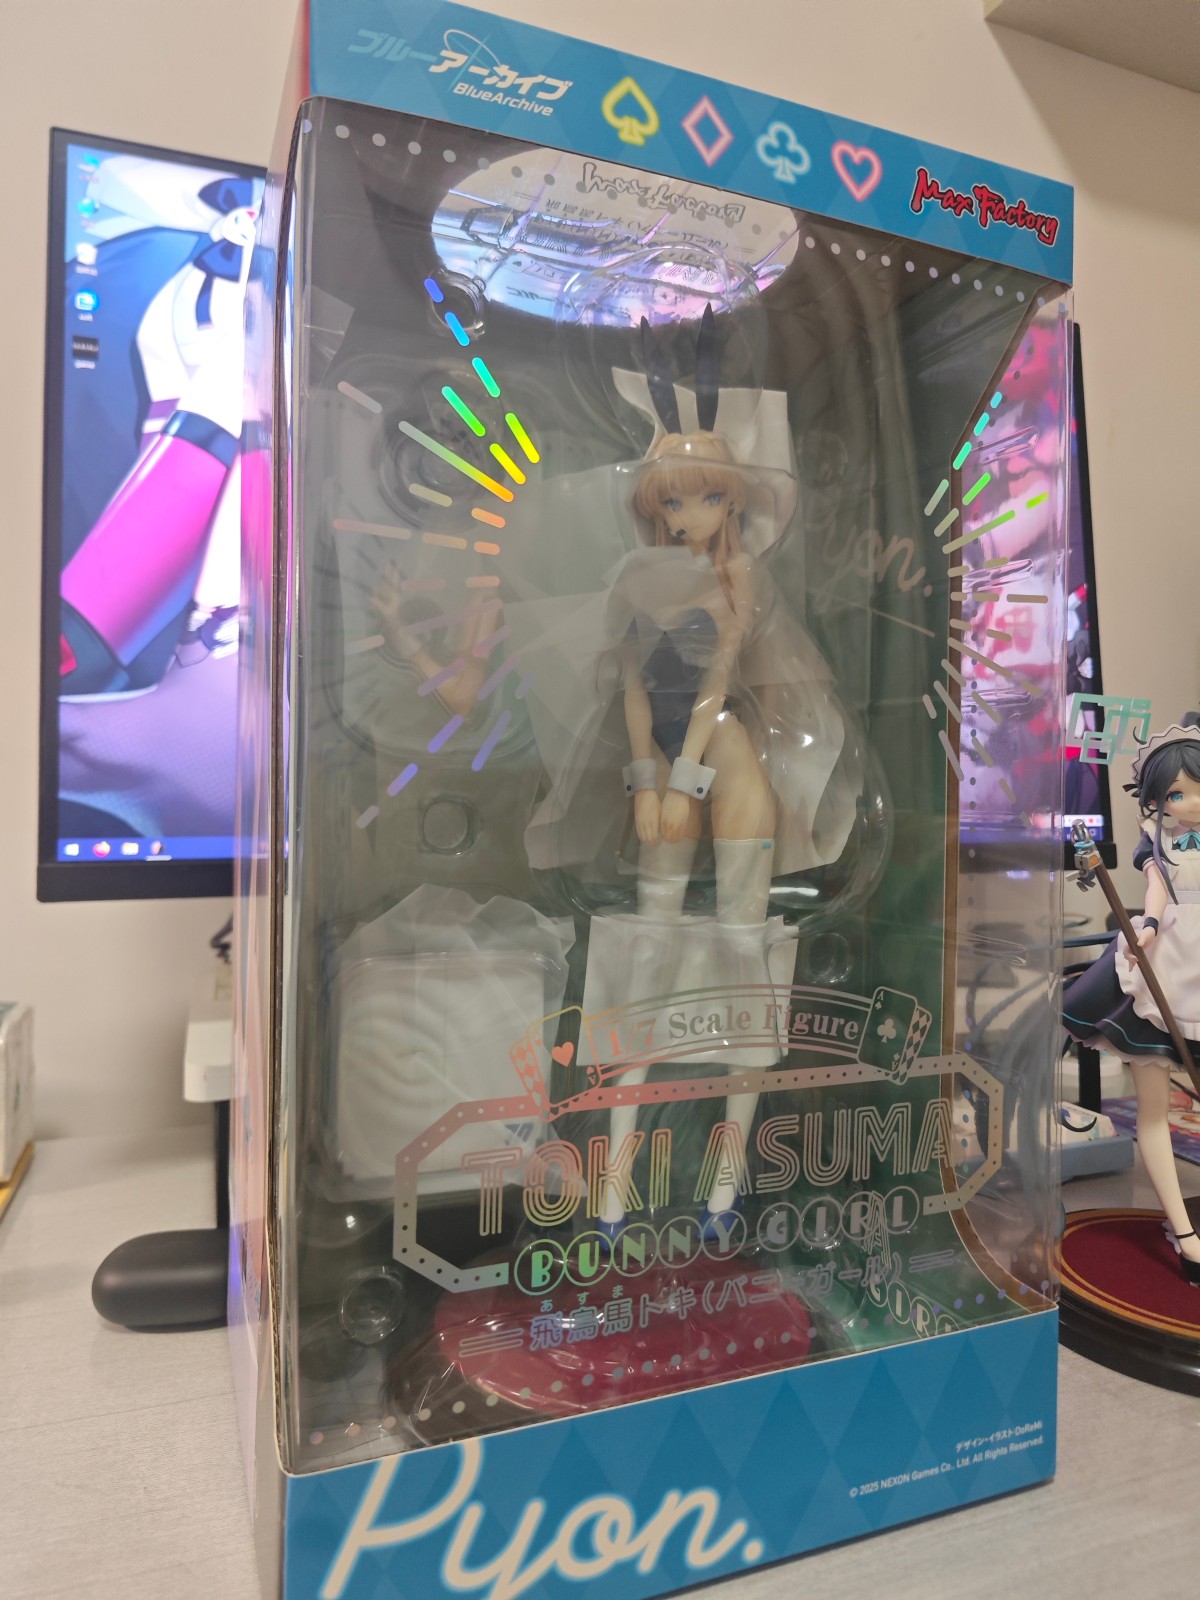 ブルーアーカイブ
BlueArchive
Max Factory
Pyon.
1/7 Scale Figure
TOKI ASUMA
BUNNY GIRL
あすま
飛鳥馬トキ(バニーガール)
Pyon.
デザイン・イラスト DoReMi
© 2025 NEXON Games Co., Ltd. All Rights Reserved.